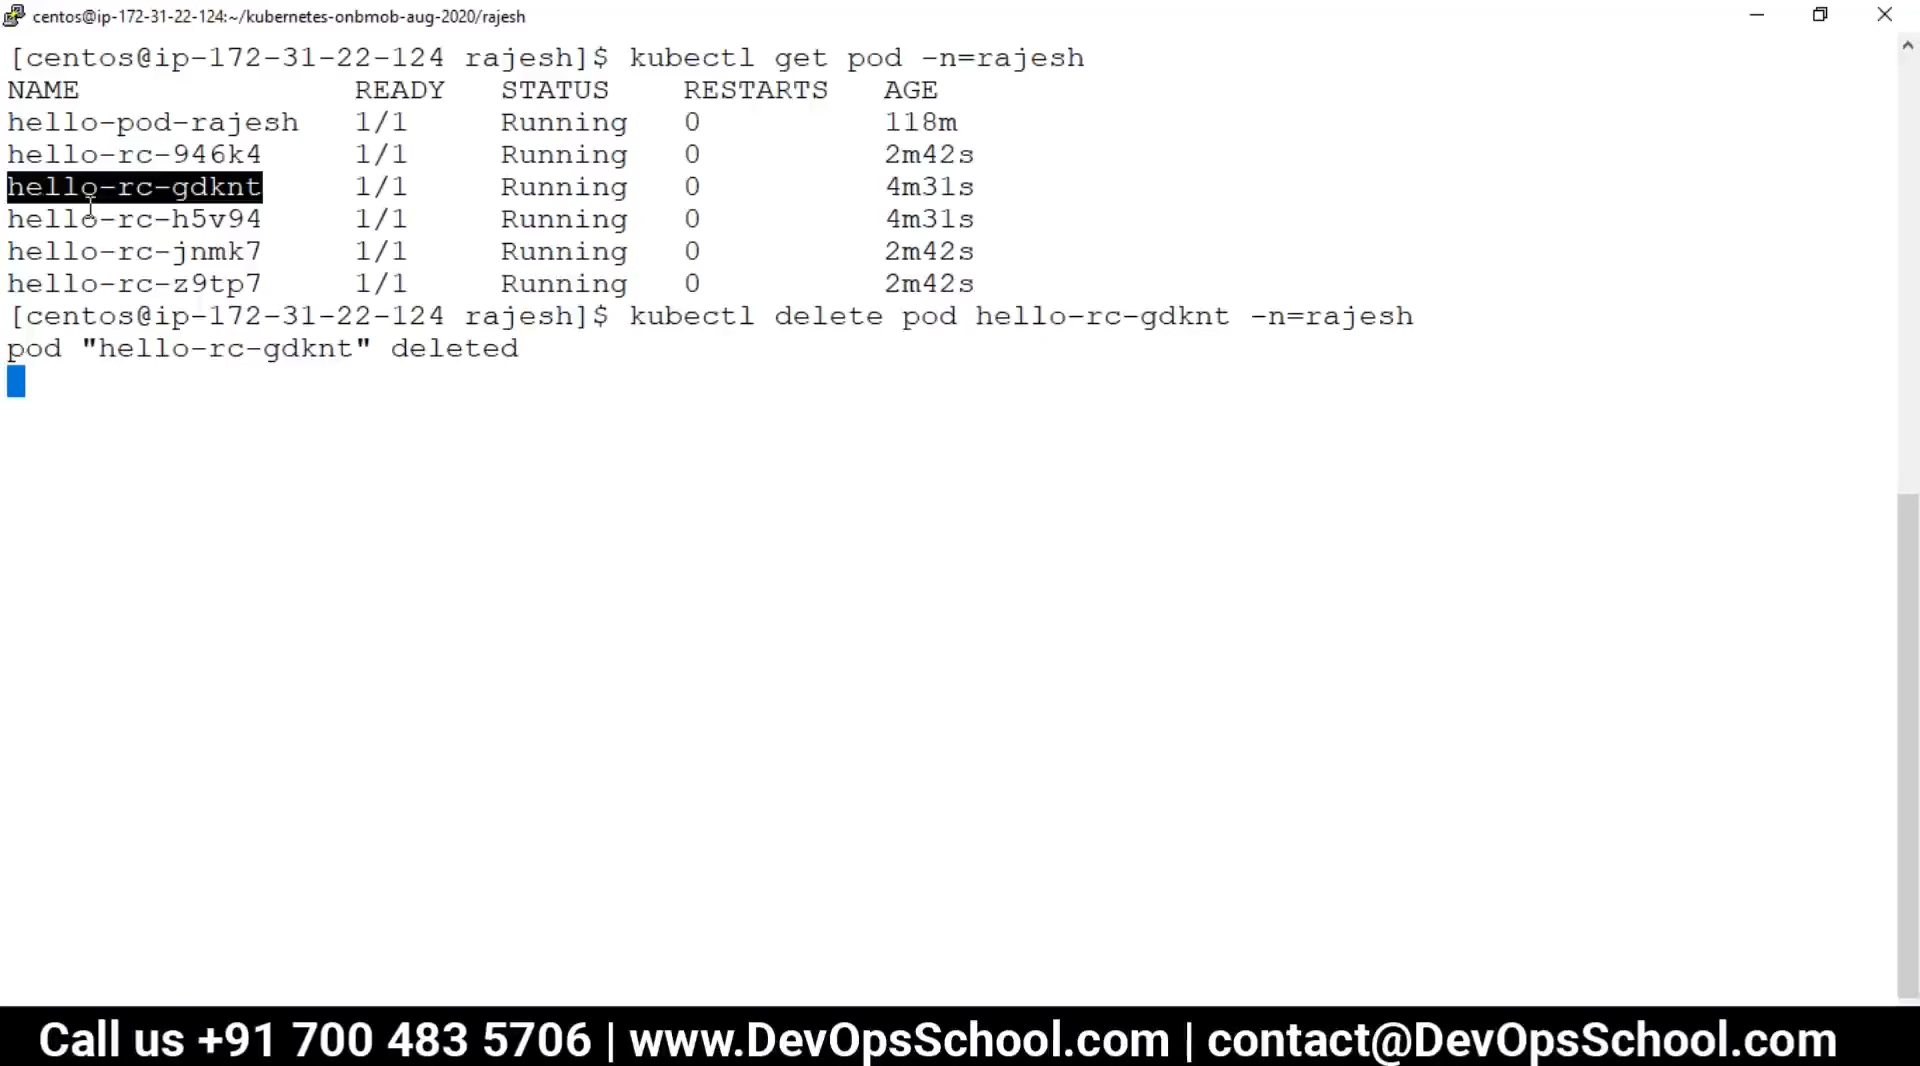 centos@ip-172-31-22-124:~/kubernetes-onbmob-aug-2020/rajesh
[centos@ip-172-31-22-124 rajesh]$ kubectl get pod -n=rajesh
NAME READY STATUS RESTARTS AGE
hello-pod-rajesh 1/1 Running 0 118m
hello-rc-946k4 1/1 Running 0 2m42s
hello-rc-gdknt 1/1 Running 0 4m31s
hello-rc-h5v94 1/1 Running 0 4m31s
hello-rc-jnmk7 1/1 Running 0 2m42s
hello-rc-z9tp7 1/1 Running 0 2m42s
[centos@ip-172-31-22-124 rajesh]$ kubectl delete pod hello-rc-gdknt -n=rajesh
pod "hello-rc-gdknt" deleted
Call us +91 700 483 5706 | www.DevOpsSchool.com | contact@DevOpsSchool.com